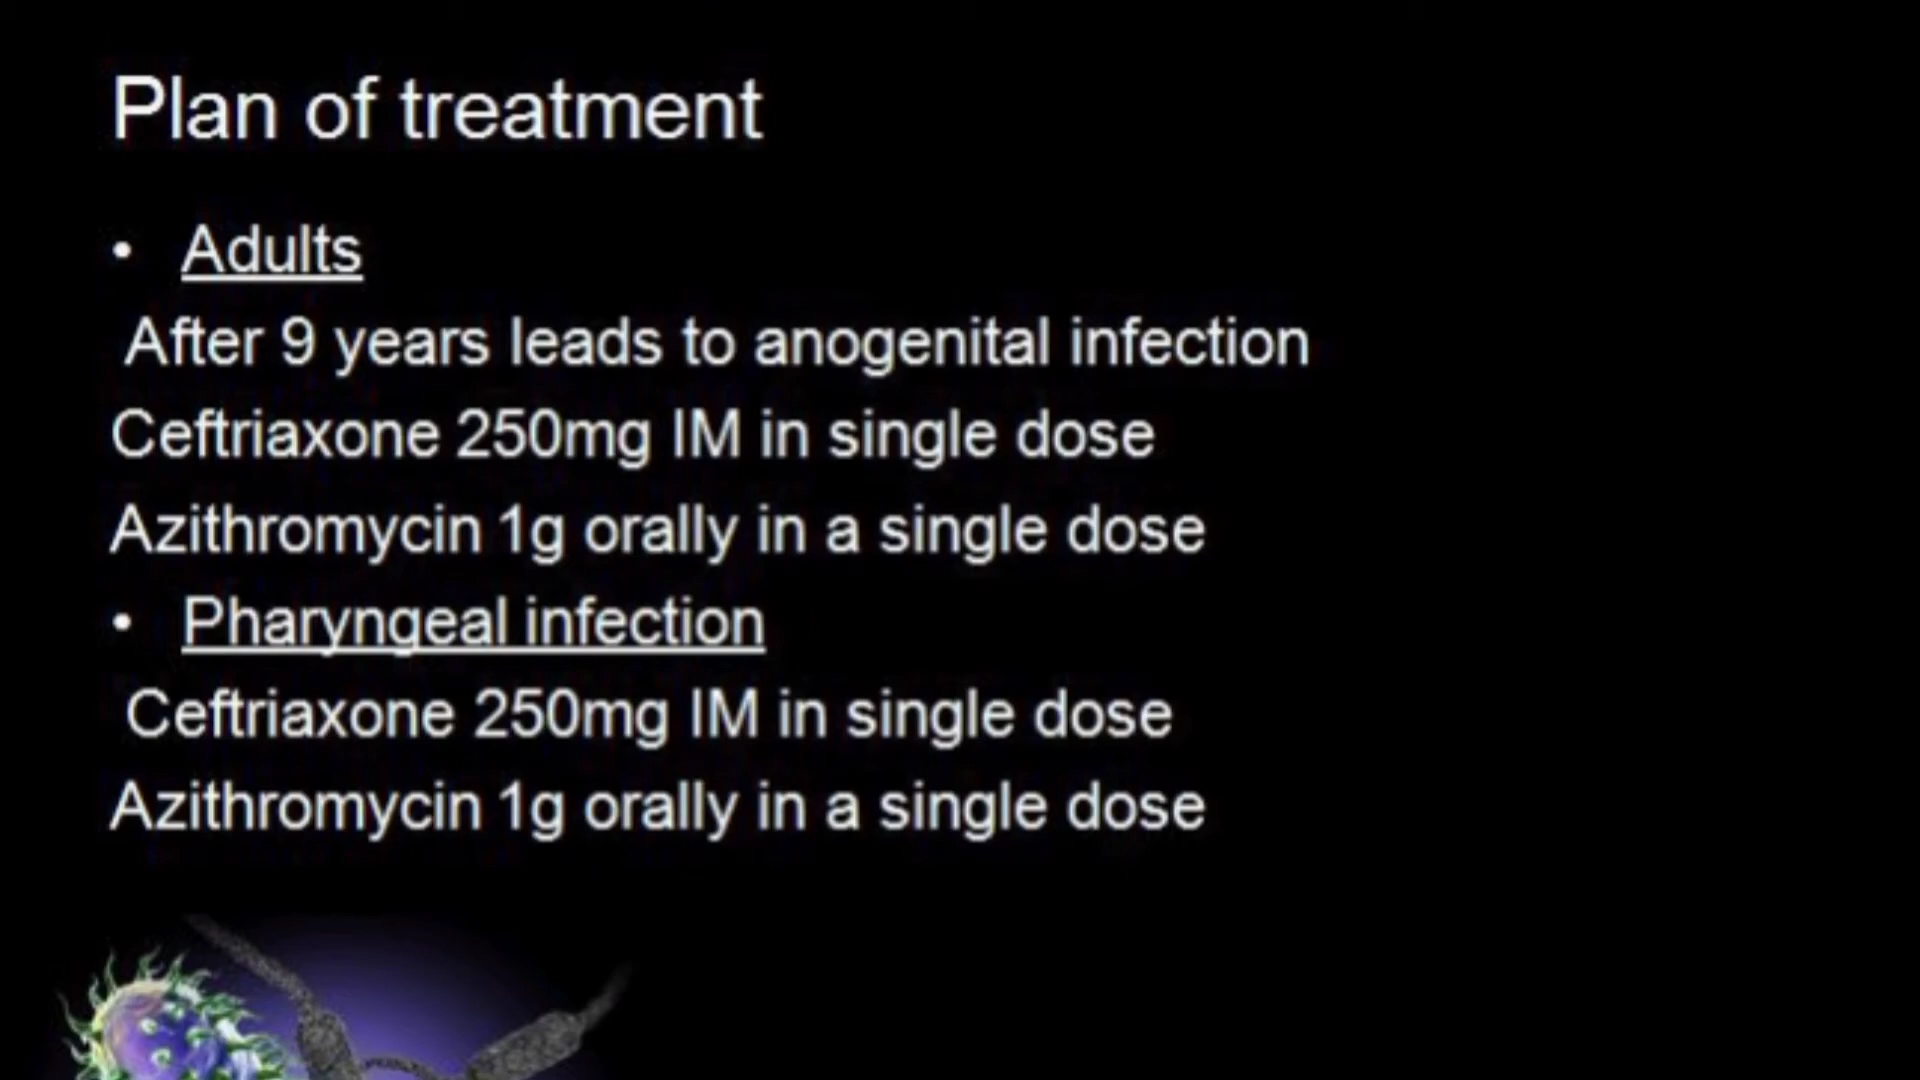 Plan of treatment
• Adults
After 9 years leads to anogenital infection
Ceftriaxone 250mg IM in single dose
Azithromycin 1g orally in a single dose
• Pharyngeal infection
Ceftriaxone 250mg IM in single dose
Azithromycin 1g orally in a single dose